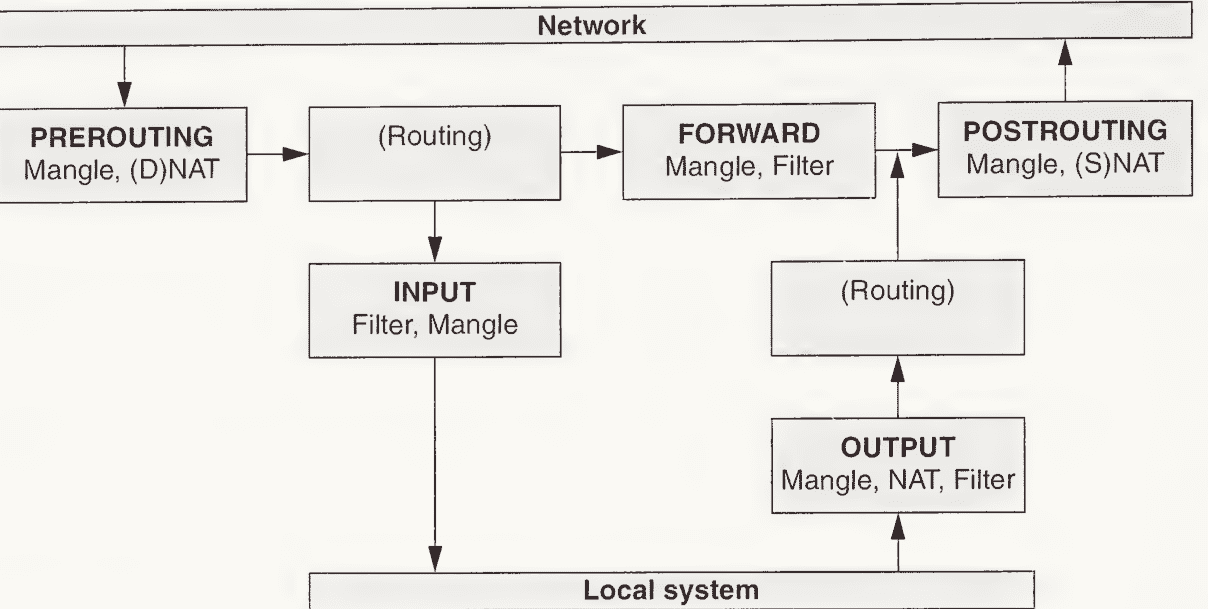 Network
PREROUTING
Mangle, (D)NAT
(Routing)
FORWARD
Mangle, Filter
POSTROUTING
Mangle, (S)NAT
INPUT
Filter, Mangle
(Routing)
OUTPUT
Mangle, NAT, Filter
Local system